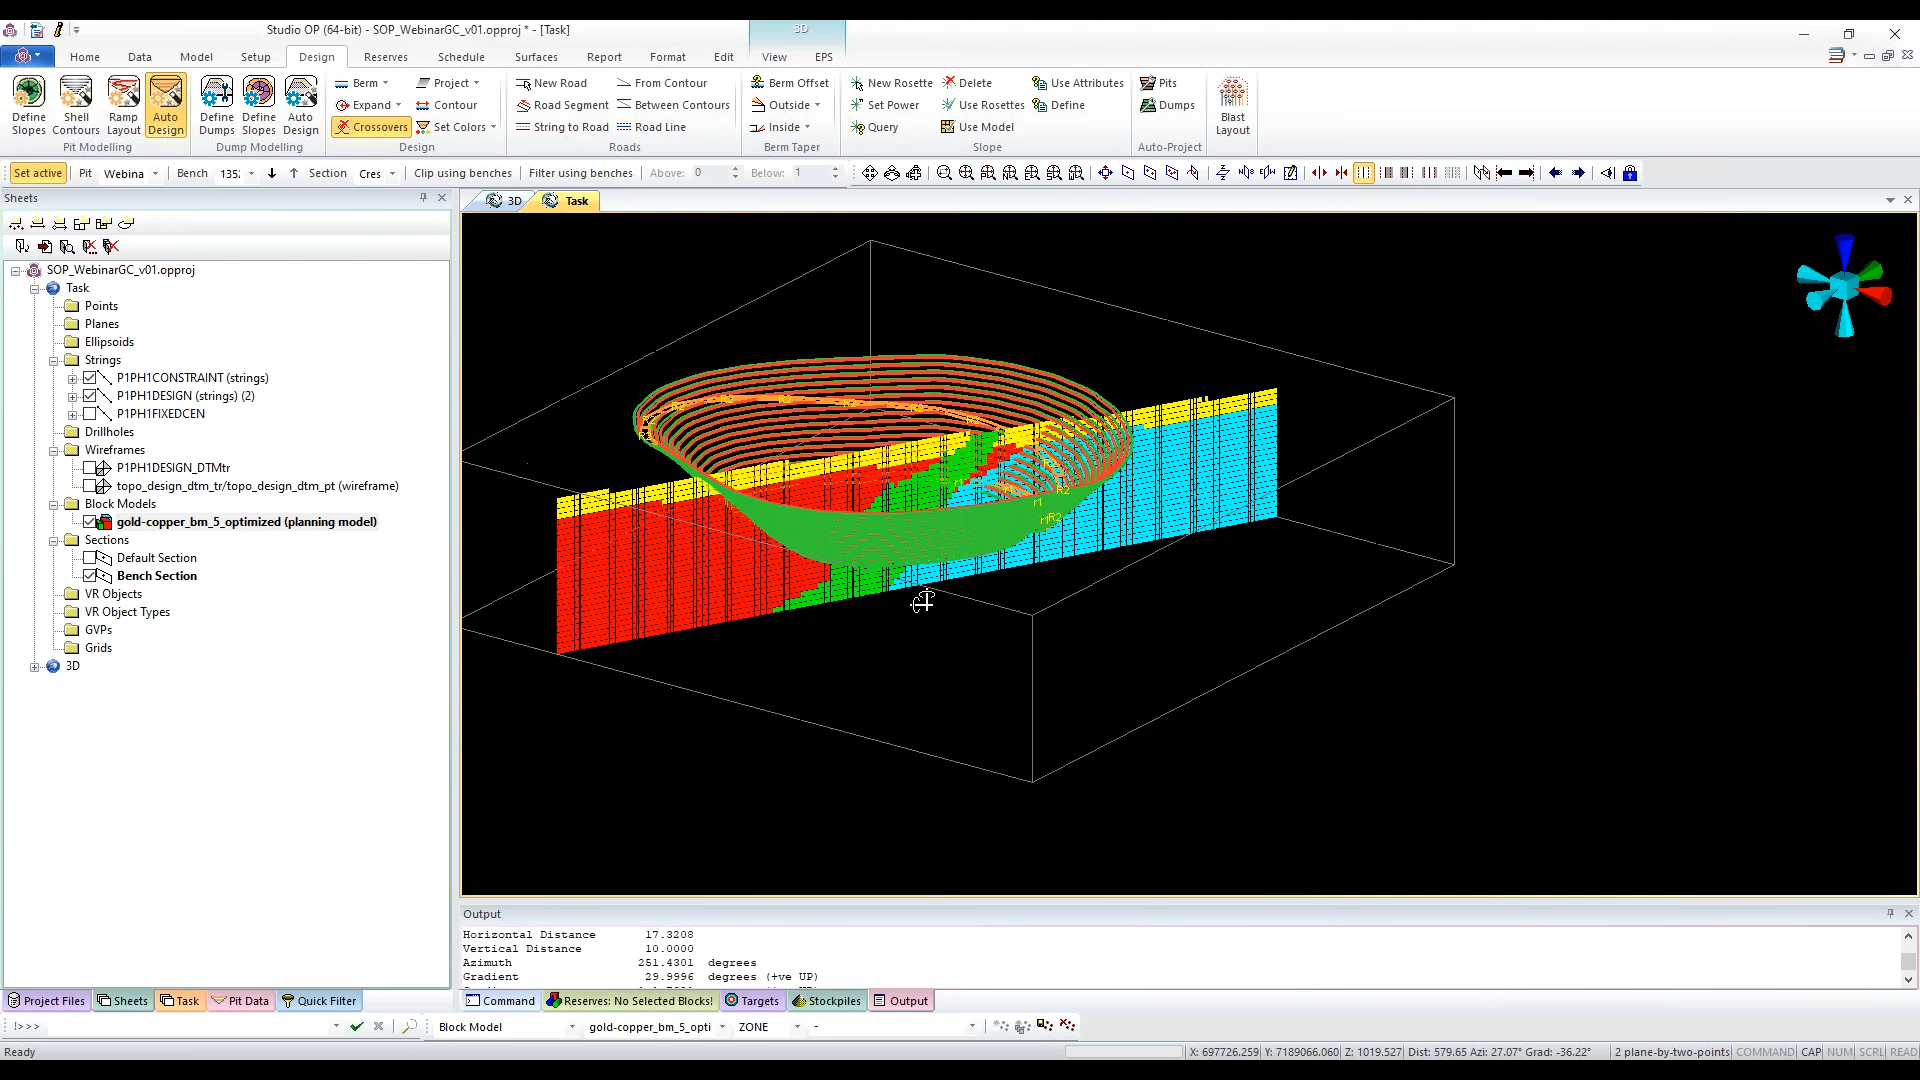 Studio OP (64-bit) - SOP_WebinarGC_v01.opproj * - [Task]
3D
Home Data Model Setup Design Reserves Schedule Surfaces Report Format Edit View EPS
Define Slopes
Shell Contours
Ramp Layout
Auto Design
Pit Modelling
Define Dumps
Define Slopes
Auto Design
Dump Modelling
Berm
Expand
Crossovers
Project
Contour
Set Colors
Design
New Road
Road Segment
String to Road
From Contour
Between Contours
Road Line
Roads
Berm Offset
Outside
Inside
Berm Taper
New Rosette
Set Power
Query
Delete
Use Rosettes
Use Model
Use Attributes
Define
Slope
Pits
Dumps
Auto-Project
Blast Layout
Set active Pit Webina Bench 135: Section Cres Clip using benches Filter using benches Above: 0 Below: 1
Sheets
3D Task
SOP_WebinarGC_v01.opproj
Task
Points
Planes
Ellipsoids
Strings
P1PH1CONSTRAINT (strings)
P1PH1DESIGN (strings) (2)
P1PH1FIXEDCEN
Drillholes
Wireframes
P1PH1DESIGN_DTMtr
topo_design_dtm_tr/topo_design_dtm_pt (wireframe)
Block Models
gold-copper_bm_5_optimized (planning model)
Sections
Default Section
Bench Section
VR Objects
VR Object Types
GVPs
Grids
3D
R2 R2 R2 R2 R2
r1
R2
r1
r1R2
Output
Horizontal Distance 17.3208
Vertical Distance 10.0000
Azimuth 251.4301 degrees
Gradient 29.9996 degrees (+ve UP)
Project Files Sheets Task Pit Data Quick Filter
Command Reserves: No Selected Blocks! Targets Stockpiles Output
!>>> Block Model gold-copper_bm_5_opti ZONE -
Ready X: 697726.259 Y: 7189066.060 Z: 1019.527 Dist: 579.65 Azi: 27.07° Grad: -36.22° 2 plane-by-two-points COMMAND CAP NUM SCRL READ